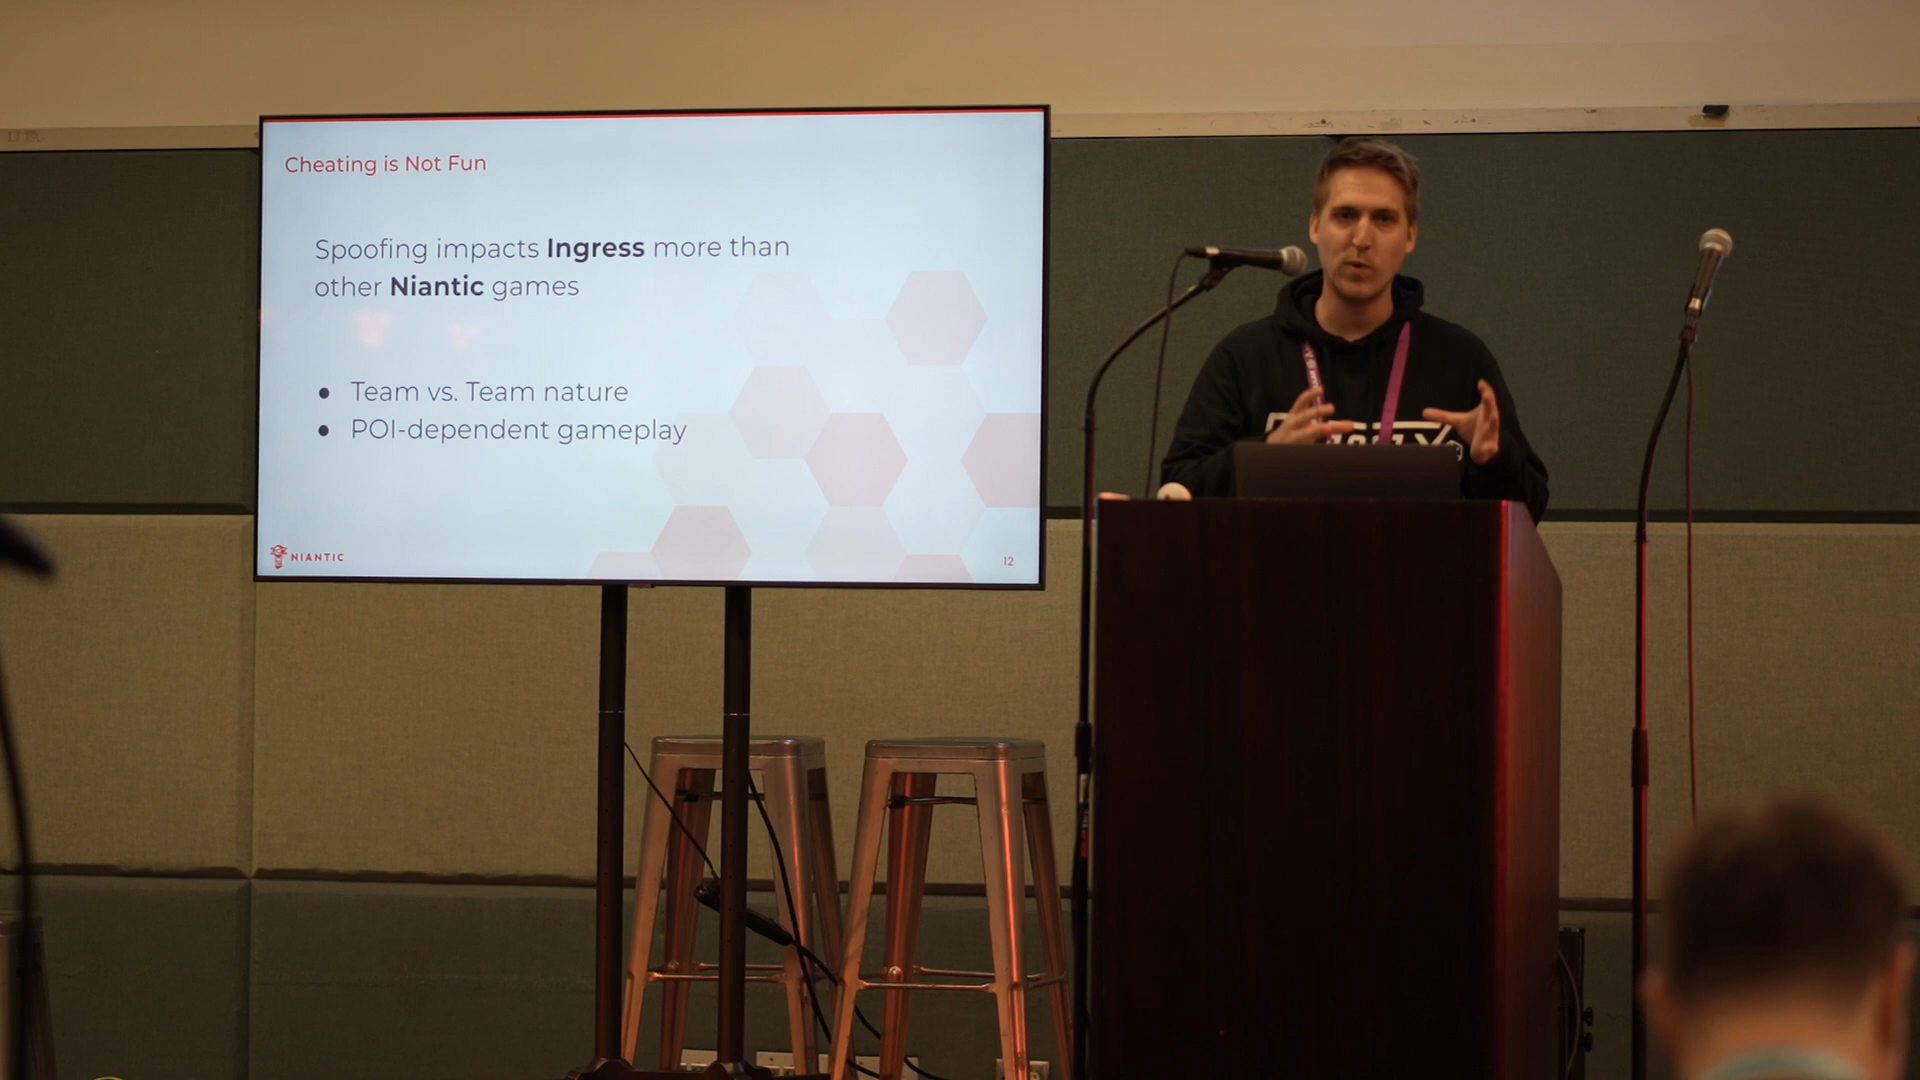 Cheating is Not Fun
Spoofing impacts Ingress more than
other Niantic games
● Team vs. Team nature
● POI-dependent gameplay
NIANTIC
12